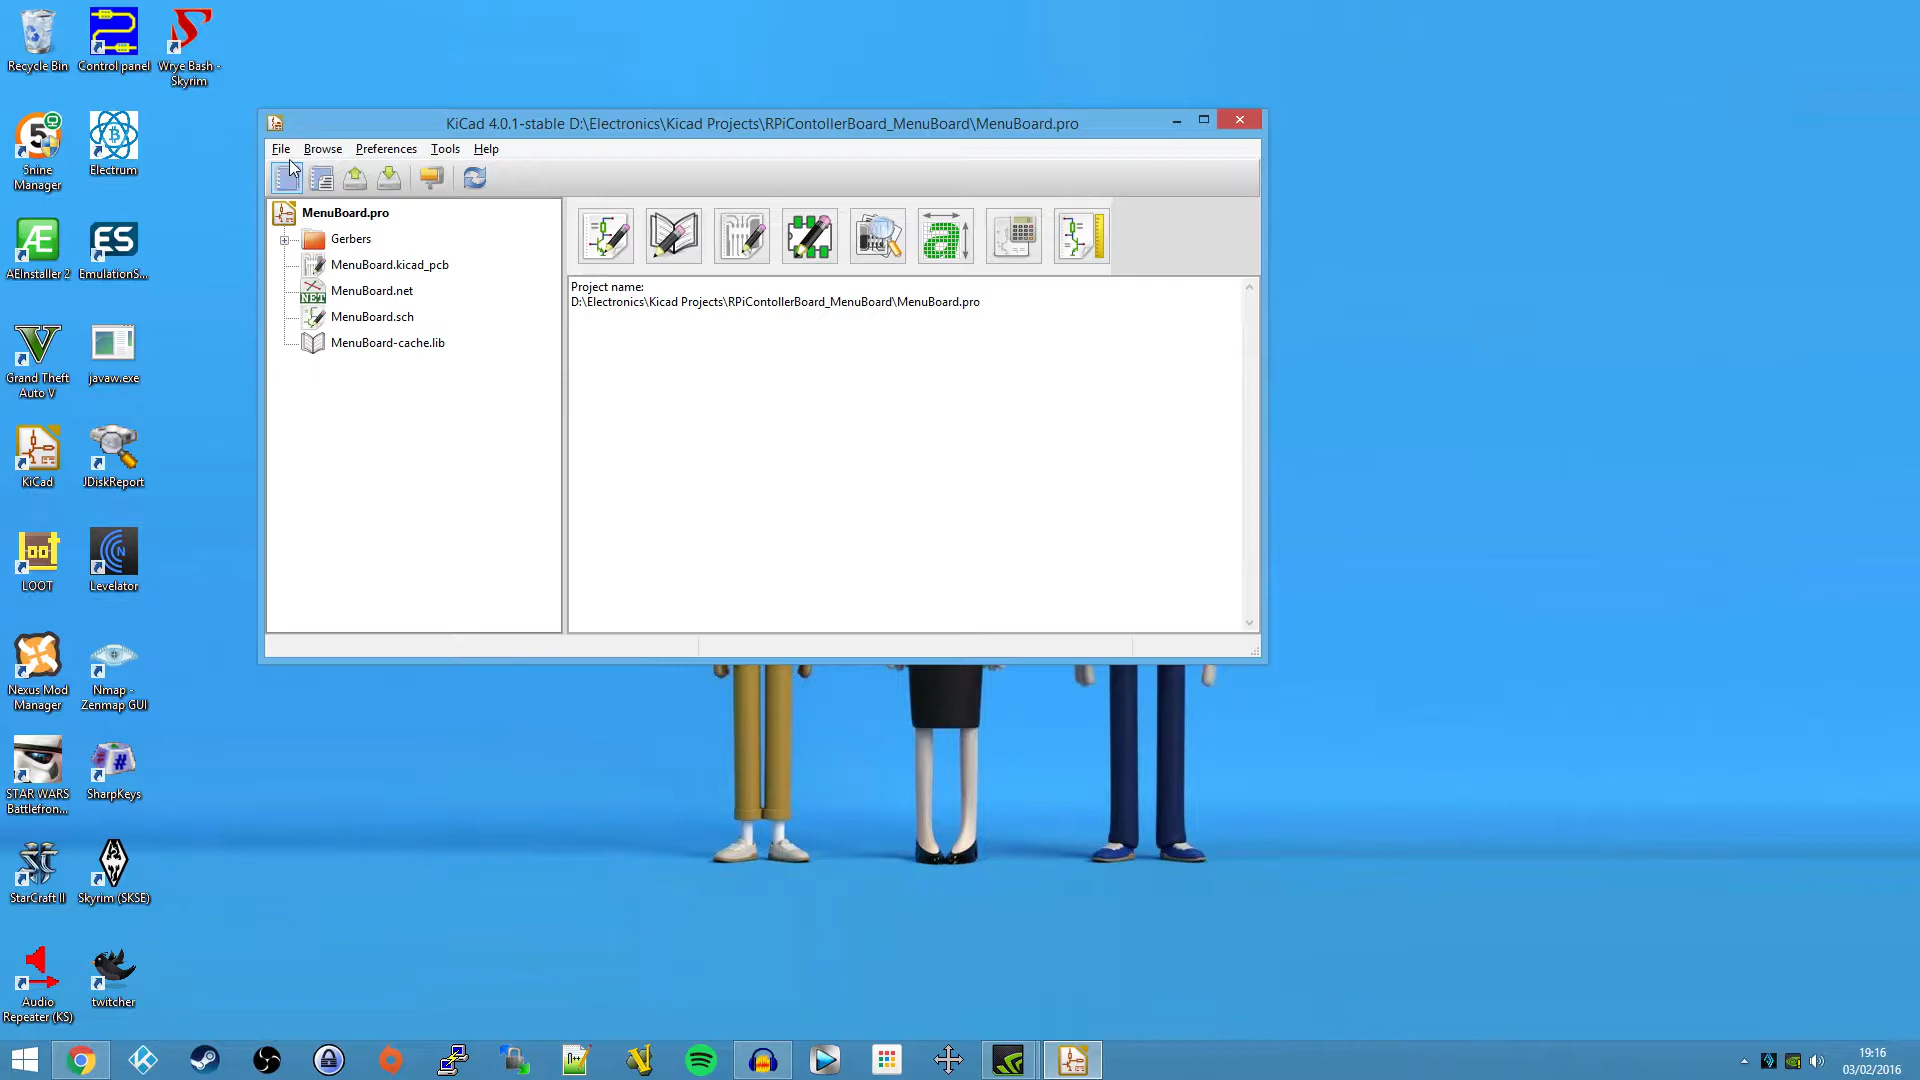 Recycle Bin
Control panel
Wrye Bash -
Skyrim
5hine
Manager
Electrum
AEInstaller 2
EmulationS...
Grand Theft
Auto V
javaw.exe
KiCad
JDiskReport
LOOT
Levelator
Nexus Mod
Manager
Nmap -
Zenmap GUI
STAR WARS
Battlefron...
SharpKeys
StarCraft II
Skyrim (SKSE)
Audio
Repeater (KS)
twitcher
KiCad 4.0.1-stable D:\Electronics\Kicad Projects\RPiContollerBoard_MenuBoard\MenuBoard.pro
File Browse Preferences Tools Help
MenuBoard.pro
Gerbers
MenuBoard.kicad_pcb
NET
MenuBoard.net
MenuBoard.sch
MenuBoard-cache.lib
Project name:
D:\Electronics\Kicad Projects\RPiContollerBoard_MenuBoard\MenuBoard.pro
19:16
03/02/2016